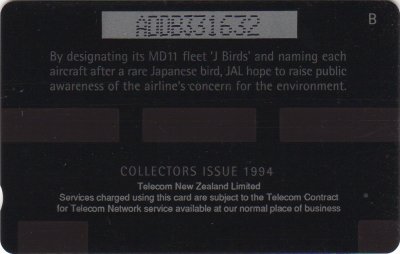 ADDB331632 B
By designating its MD11 fleet 'J Birds' and naming each
aircraft after a rare Japanese bird, JAL hope to raise public
awareness of the airline's concern for the environment.
COLLECTORS ISSUE 1994
Telecom New Zealand Limited
Services charged using this card are subject to the Telecom Contract
for Telecom Network service available at our normal place of business